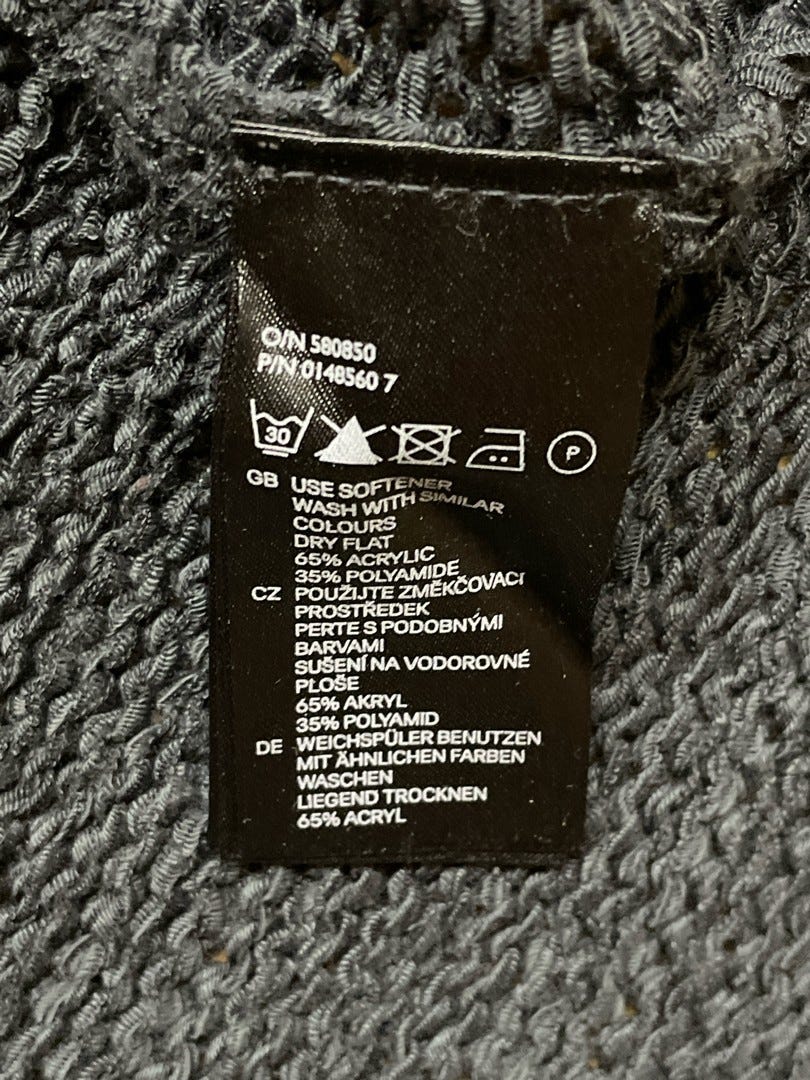 O/N 580850
P/N 0148560 7
30 P
GB USE SOFTENER
WASH WITH SIMILAR
COLOURS
DRY FLAT
65% ACRYLIC
35% POLYAMIDE
CZ POUŽIJTE ZMĚKČOVACÍ
PROSTŘEDEK
PERTE S PODOBNÝMI
BARVAMI
SUŠENÍ NA VODOROVNÉ
PLOŠE
65% AKRYL
35% POLYAMID
DE WEICHSPÜLER BENUTZEN
MIT ÄHNLICHEN FARBEN
WASCHEN
LIEGEND TROCKNEN
65% ACRYL